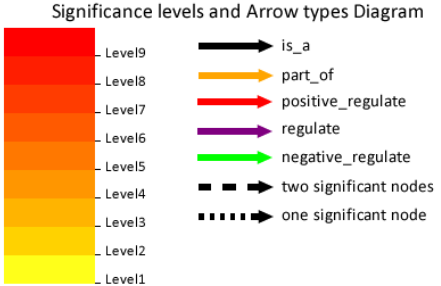 Significance levels and Arrow types Diagram
Level9
Level8
Level7
Level6
Level5
Level4
Level3
Level2
Level1
is_a
part_of
positive_regulate
regulate
negative_regulate
two significant nodes
one significant node